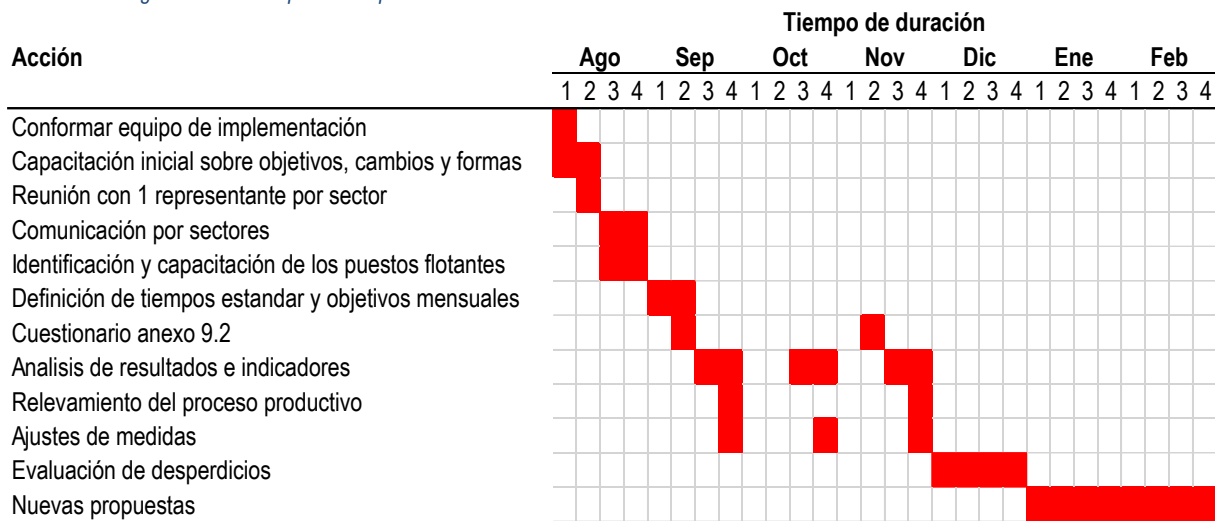 Tiempo de duración
Acción Ago Sep Oct Nov Dic Ene Feb
1 2 3 4 1 2 3 4 1 2 3 4 1 2 3 4 1 2 3 4 1 2 3 4 1 2 3 4
Conformar equipo de implementación
Capacitación inicial sobre objetivos, cambios y formas
Reunión con 1 representante por sector
Comunicación por sectores
Identificación y capacitación de los puestos flotantes
Definición de tiempos estandar y objetivos mensuales
Cuestionario anexo 9.2
Analisis de resultados e indicadores
Relevamiento del proceso productivo
Ajustes de medidas
Evaluación de desperdicios
Nuevas propuestas